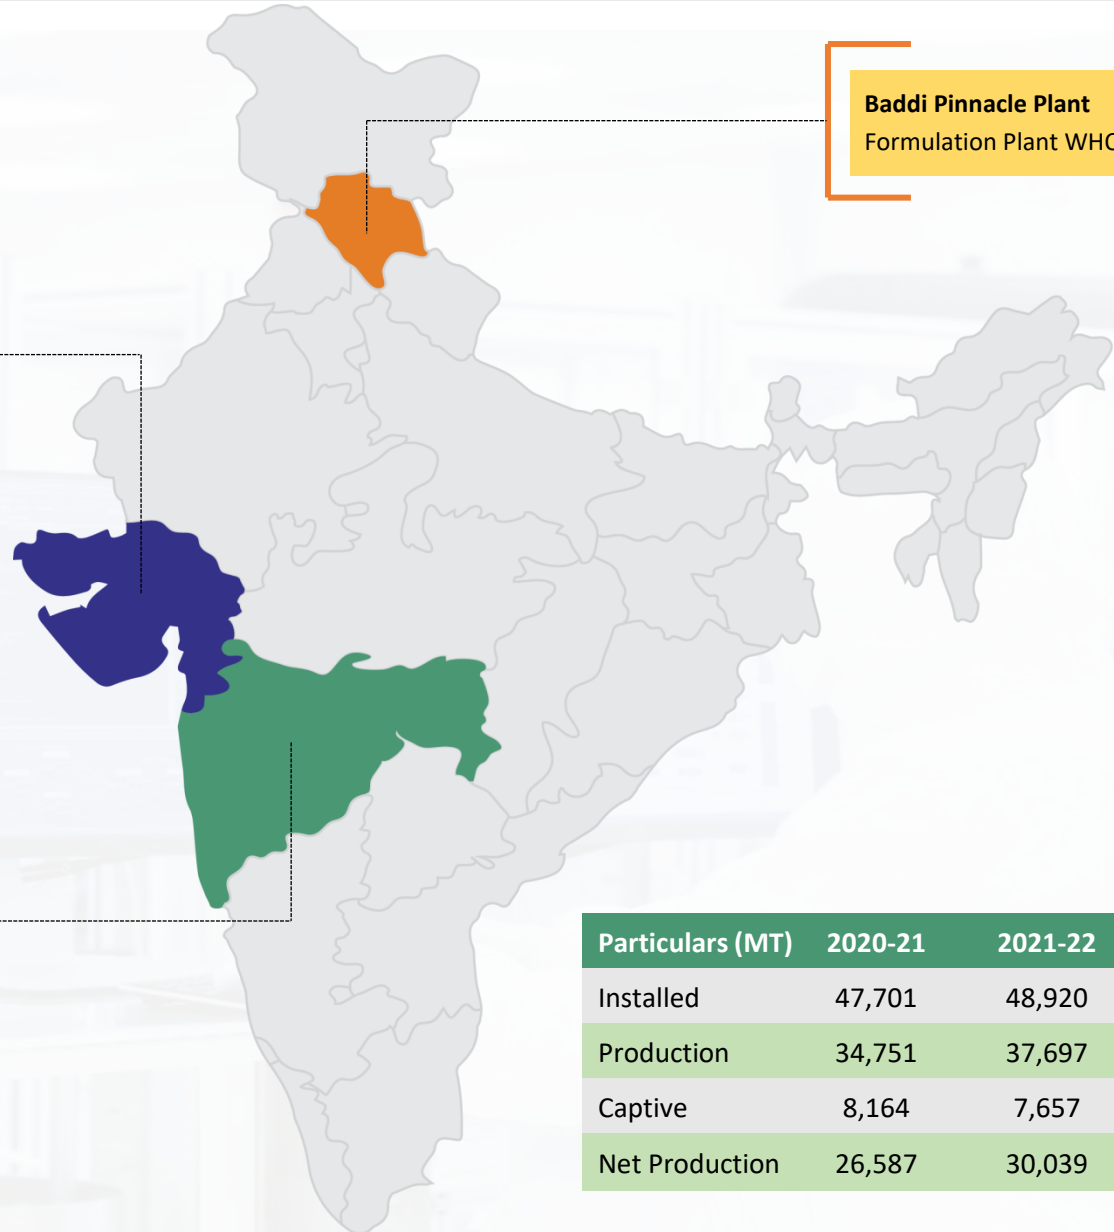 Baddi Pinnacle Plant
Formulation Plant WHO
Particulars (MT) 2020-21 2021-22
Installed 47,701 48,920
Production 34,751 37,697
Captive 8,164 7,657
Net Production 26,587 30,039